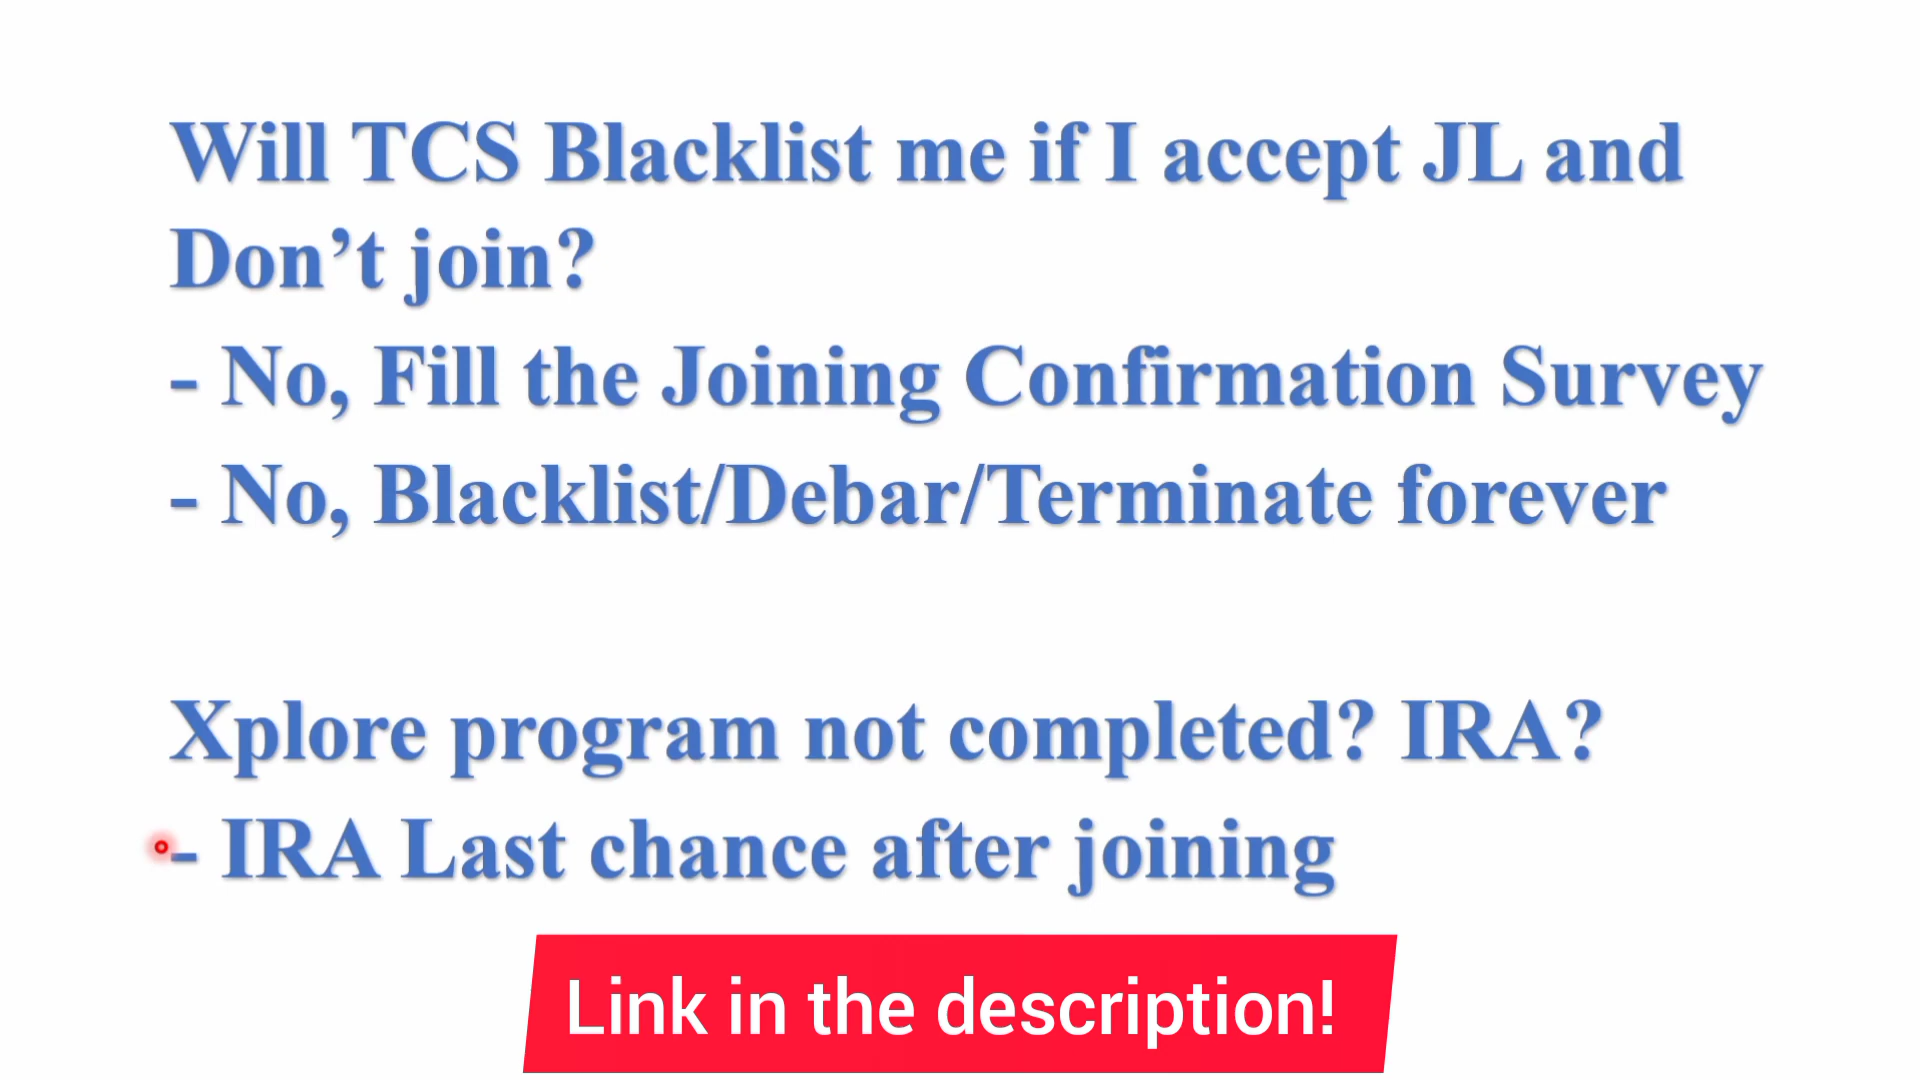 Will TCS Blacklist me if I accept JL and
Don’t join?
- No, Fill the Joining Confirmation Survey
- No, Blacklist/Debar/Terminate forever
Xplore program not completed? IRA?
- IRA Last chance after joining
Link in the description!